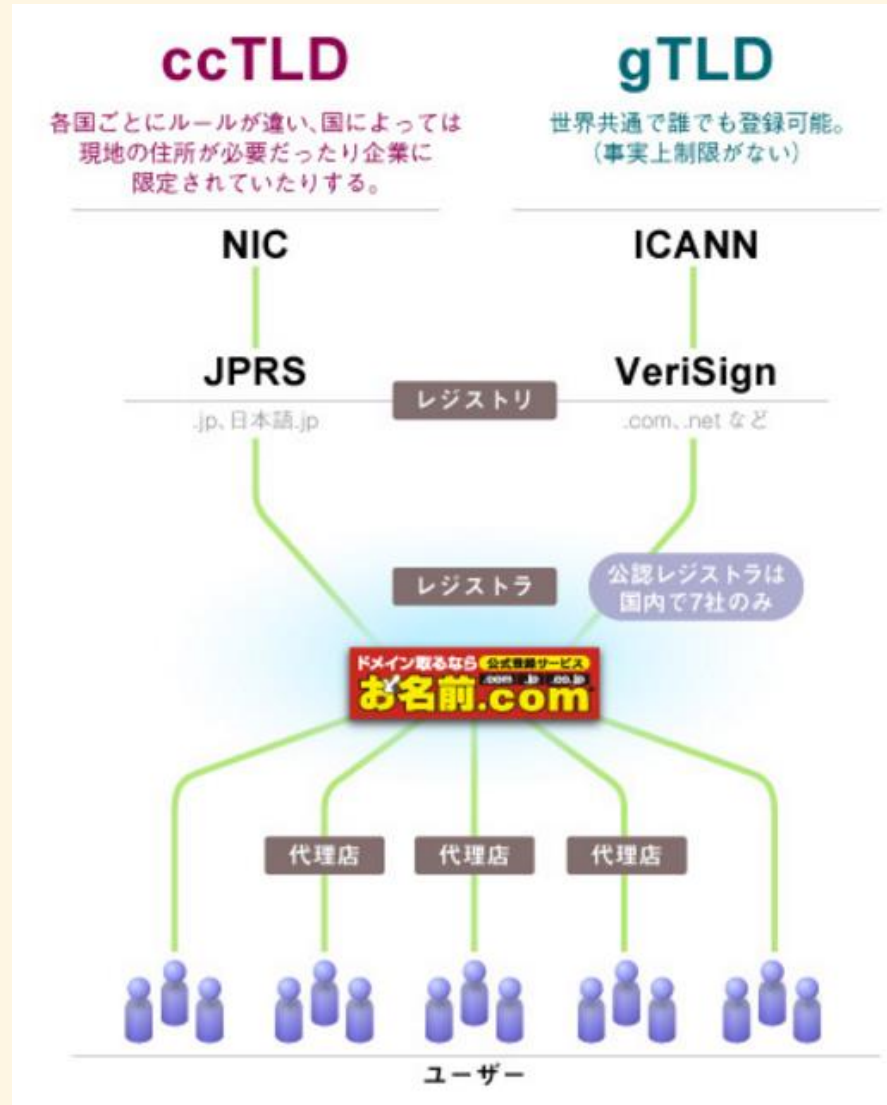 ccTLD
各国ごとにルールが違い、国によっては
現地の住所が必要だったり企業に
限定されていたりする。
gTLD
世界共通で誰でも登録可能。
(事実上制限がない)
NIC
ICANN
JPRS
VeriSign
レジストリ
.jp、日本語.jp
.com、.net など
レジストラ
公認レジストラは
国内で7社のみ
ドメイン取るなら 公式登録サービス
.com .jp .co.jp
お名前.com
代理店
代理店
代理店
ユーザー